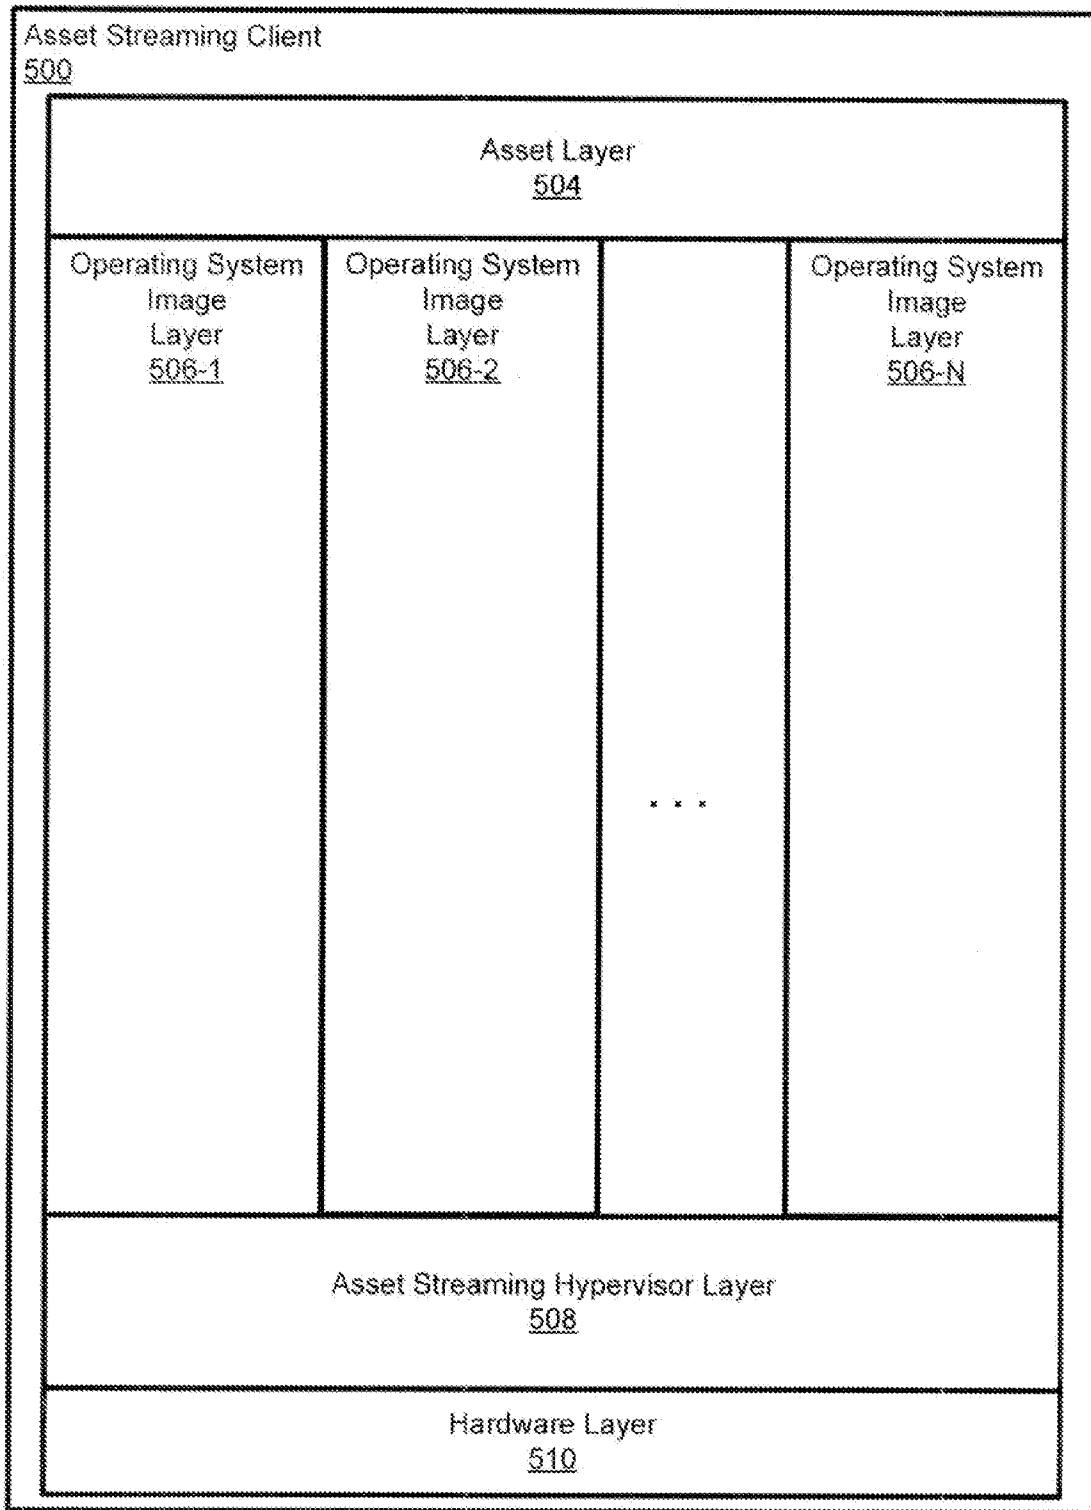 Asset Streaming Client
500
Asset Layer
504
Operating System
Image
Layer
506-1
Operating System
Image
Layer
506-2
. . .
Operating System
Image
Layer
506-N
Asset Streaming Hypervisor Layer
508
Hardware Layer
510